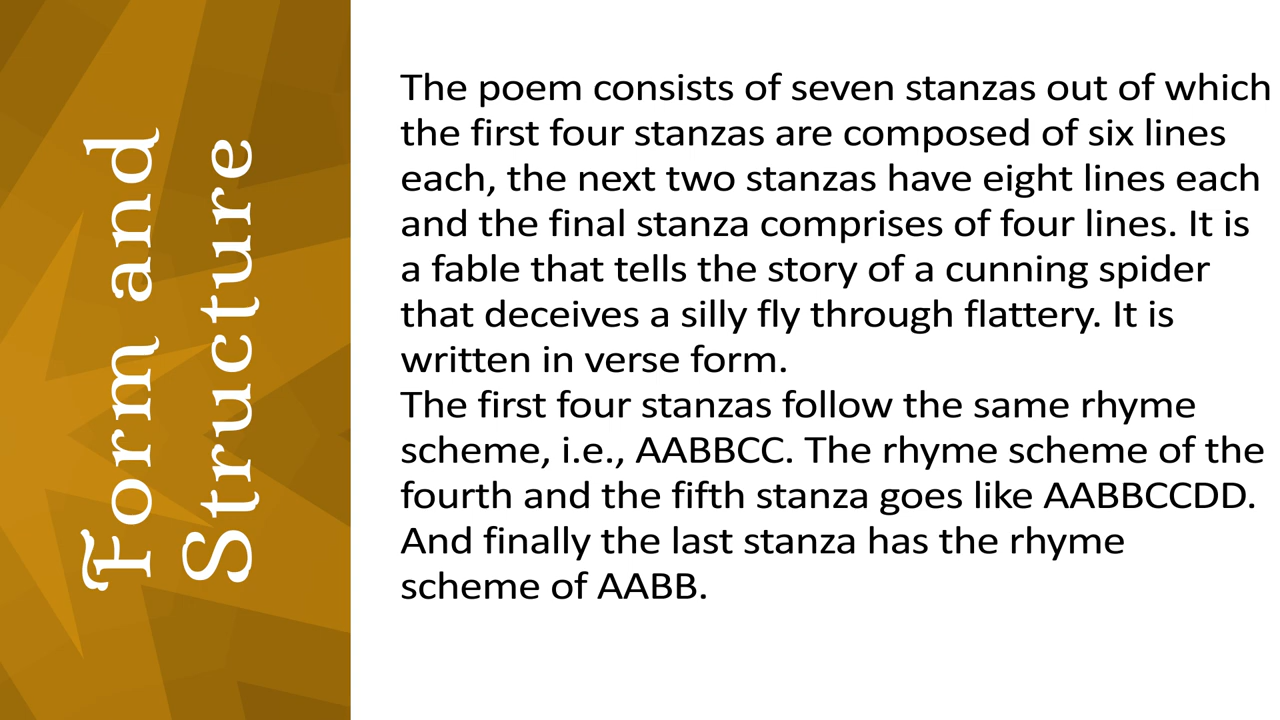 Form and
Structure
The poem consists of seven stanzas out of which
the first four stanzas are composed of six lines
each, the next two stanzas have eight lines each
and the final stanza comprises of four lines. It is
a fable that tells the story of a cunning spider
that deceives a silly fly through flattery. It is
written in verse form.
The first four stanzas follow the same rhyme
scheme, i.e., AABBCC. The rhyme scheme of the
fourth and the fifth stanza goes like AABBCCDD.
And finally the last stanza has the rhyme
scheme of AABB.